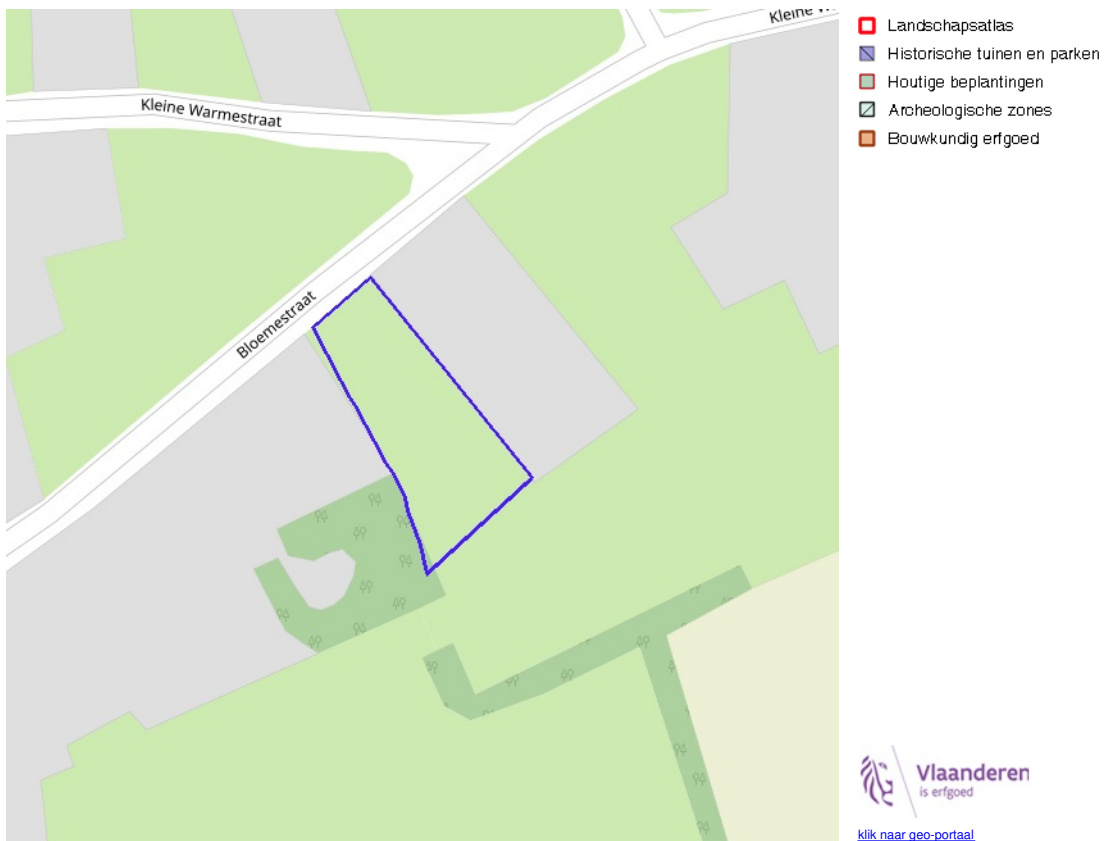 Kleine W
Kleine Warmestraat
Bloemestraat
Landschapsatlas
Historische tuinen en parken
Houtige beplantingen
Archeologische zones
Bouwkundig erfgoed
Vlaanderen
is erfgoed
klik naar geo-portaal